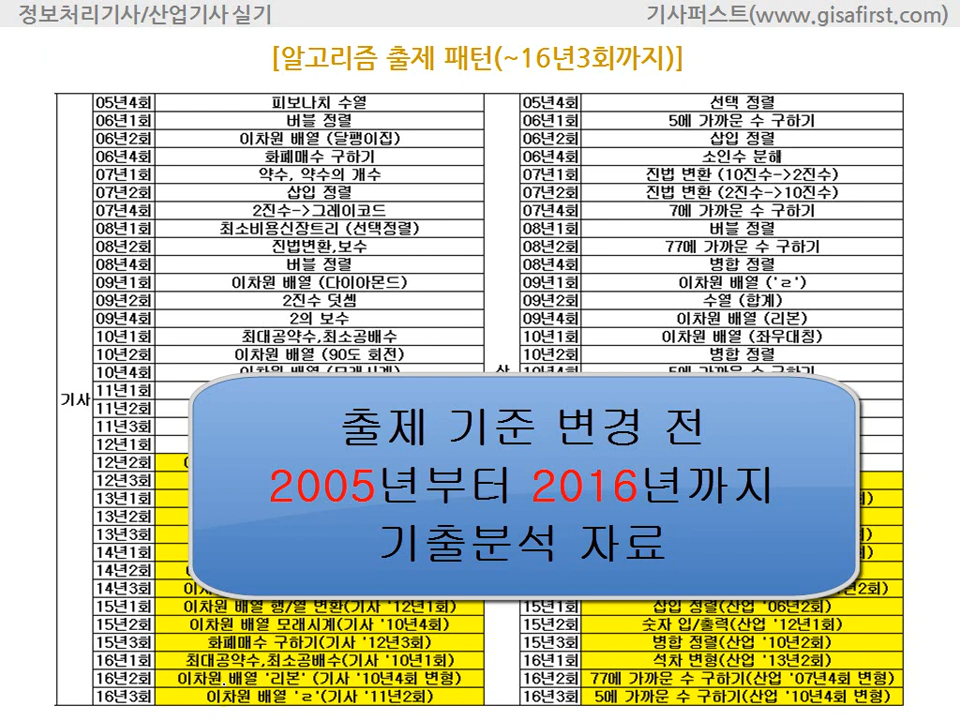 정보처리기사/산업기사 실기 기사퍼스트(www.gisafirst.com)
[알고리즘 출제 패턴(~16년3회까지)]
05년4회 피보나치 수열 05년4회 선택 정렬
06년1회 버블 정렬 06년1회 5에 가까운 수 구하기
06년2회 이차원 배열 (달팽이집) 06년2회 삽입 정렬
06년4회 화폐매수 구하기 06년4회 소인수 분해
07년1회 약수, 약수의 개수 07년1회 진법 변환 (10진수->2진수)
07년2회 삽입 정렬 07년2회 진법 변환 (2진수->10진수)
07년4회 2진수->그레이코드 07년4회 7에 가까운 수 구하기
08년1회 최소비용신장트리 (선택정렬) 08년1회 버블 정렬
08년2회 진법변환,보수 08년2회 77에 가까운 수 구하기
08년4회 버블 정렬 08년4회 병합 정렬
09년1회 이차원 배열 (다이아몬드) 09년1회 이차원 배열 ('ㄹ')
09년2회 2진수 덧셈 09년2회 수열 (합계)
09년4회 2의 보수 09년4회 이차원 배열 (리본)
10년1회 최대공약수,최소공배수 10년1회 이차원 배열 (좌우대칭)
10년2회 이차원 배열 (90도 회전) 10년2회 병합 정렬
10년4회 이차원 배열 (모래시계) 산 10년4회 5에 가까운 수 구하기
11년1회
기사
11년2회
11년3회
12년1회
12년2회
12년3회
13년1회
13년2회
13년3회
14년1회
14년2회
14년3회 년2회)
출제 기준 변경 전
2005년부터 2016년까지
기출분석 자료
15년1회 이차원 배열 행/열 변환(기사 '12년1회) 15년1회 삽입 정렬(산업 '06년2회)
15년2회 이차원 배열 모래시계(기사 '10년4회) 15년2회 숫자 입/출력(산업 '12년1회)
15년3회 화폐매수 구하기(기사 '12년3회) 15년3회 병합 정렬(산업 '10년2회)
16년1회 최대공약수,최소공배수(기사 '10년1회) 16년1회 석차 변형(산업 '13년2회)
16년2회 이차원 배열 '리본' (기사 '10년4회 변형) 16년2회 77에 가까운 수 구하기(산업 '07년4회 변형)
16년3회 이차원 배열 'ㄹ'(기사 '11년2회) 16년3회 5에 가까운 수 구하기(산업 '10년4회 변형)